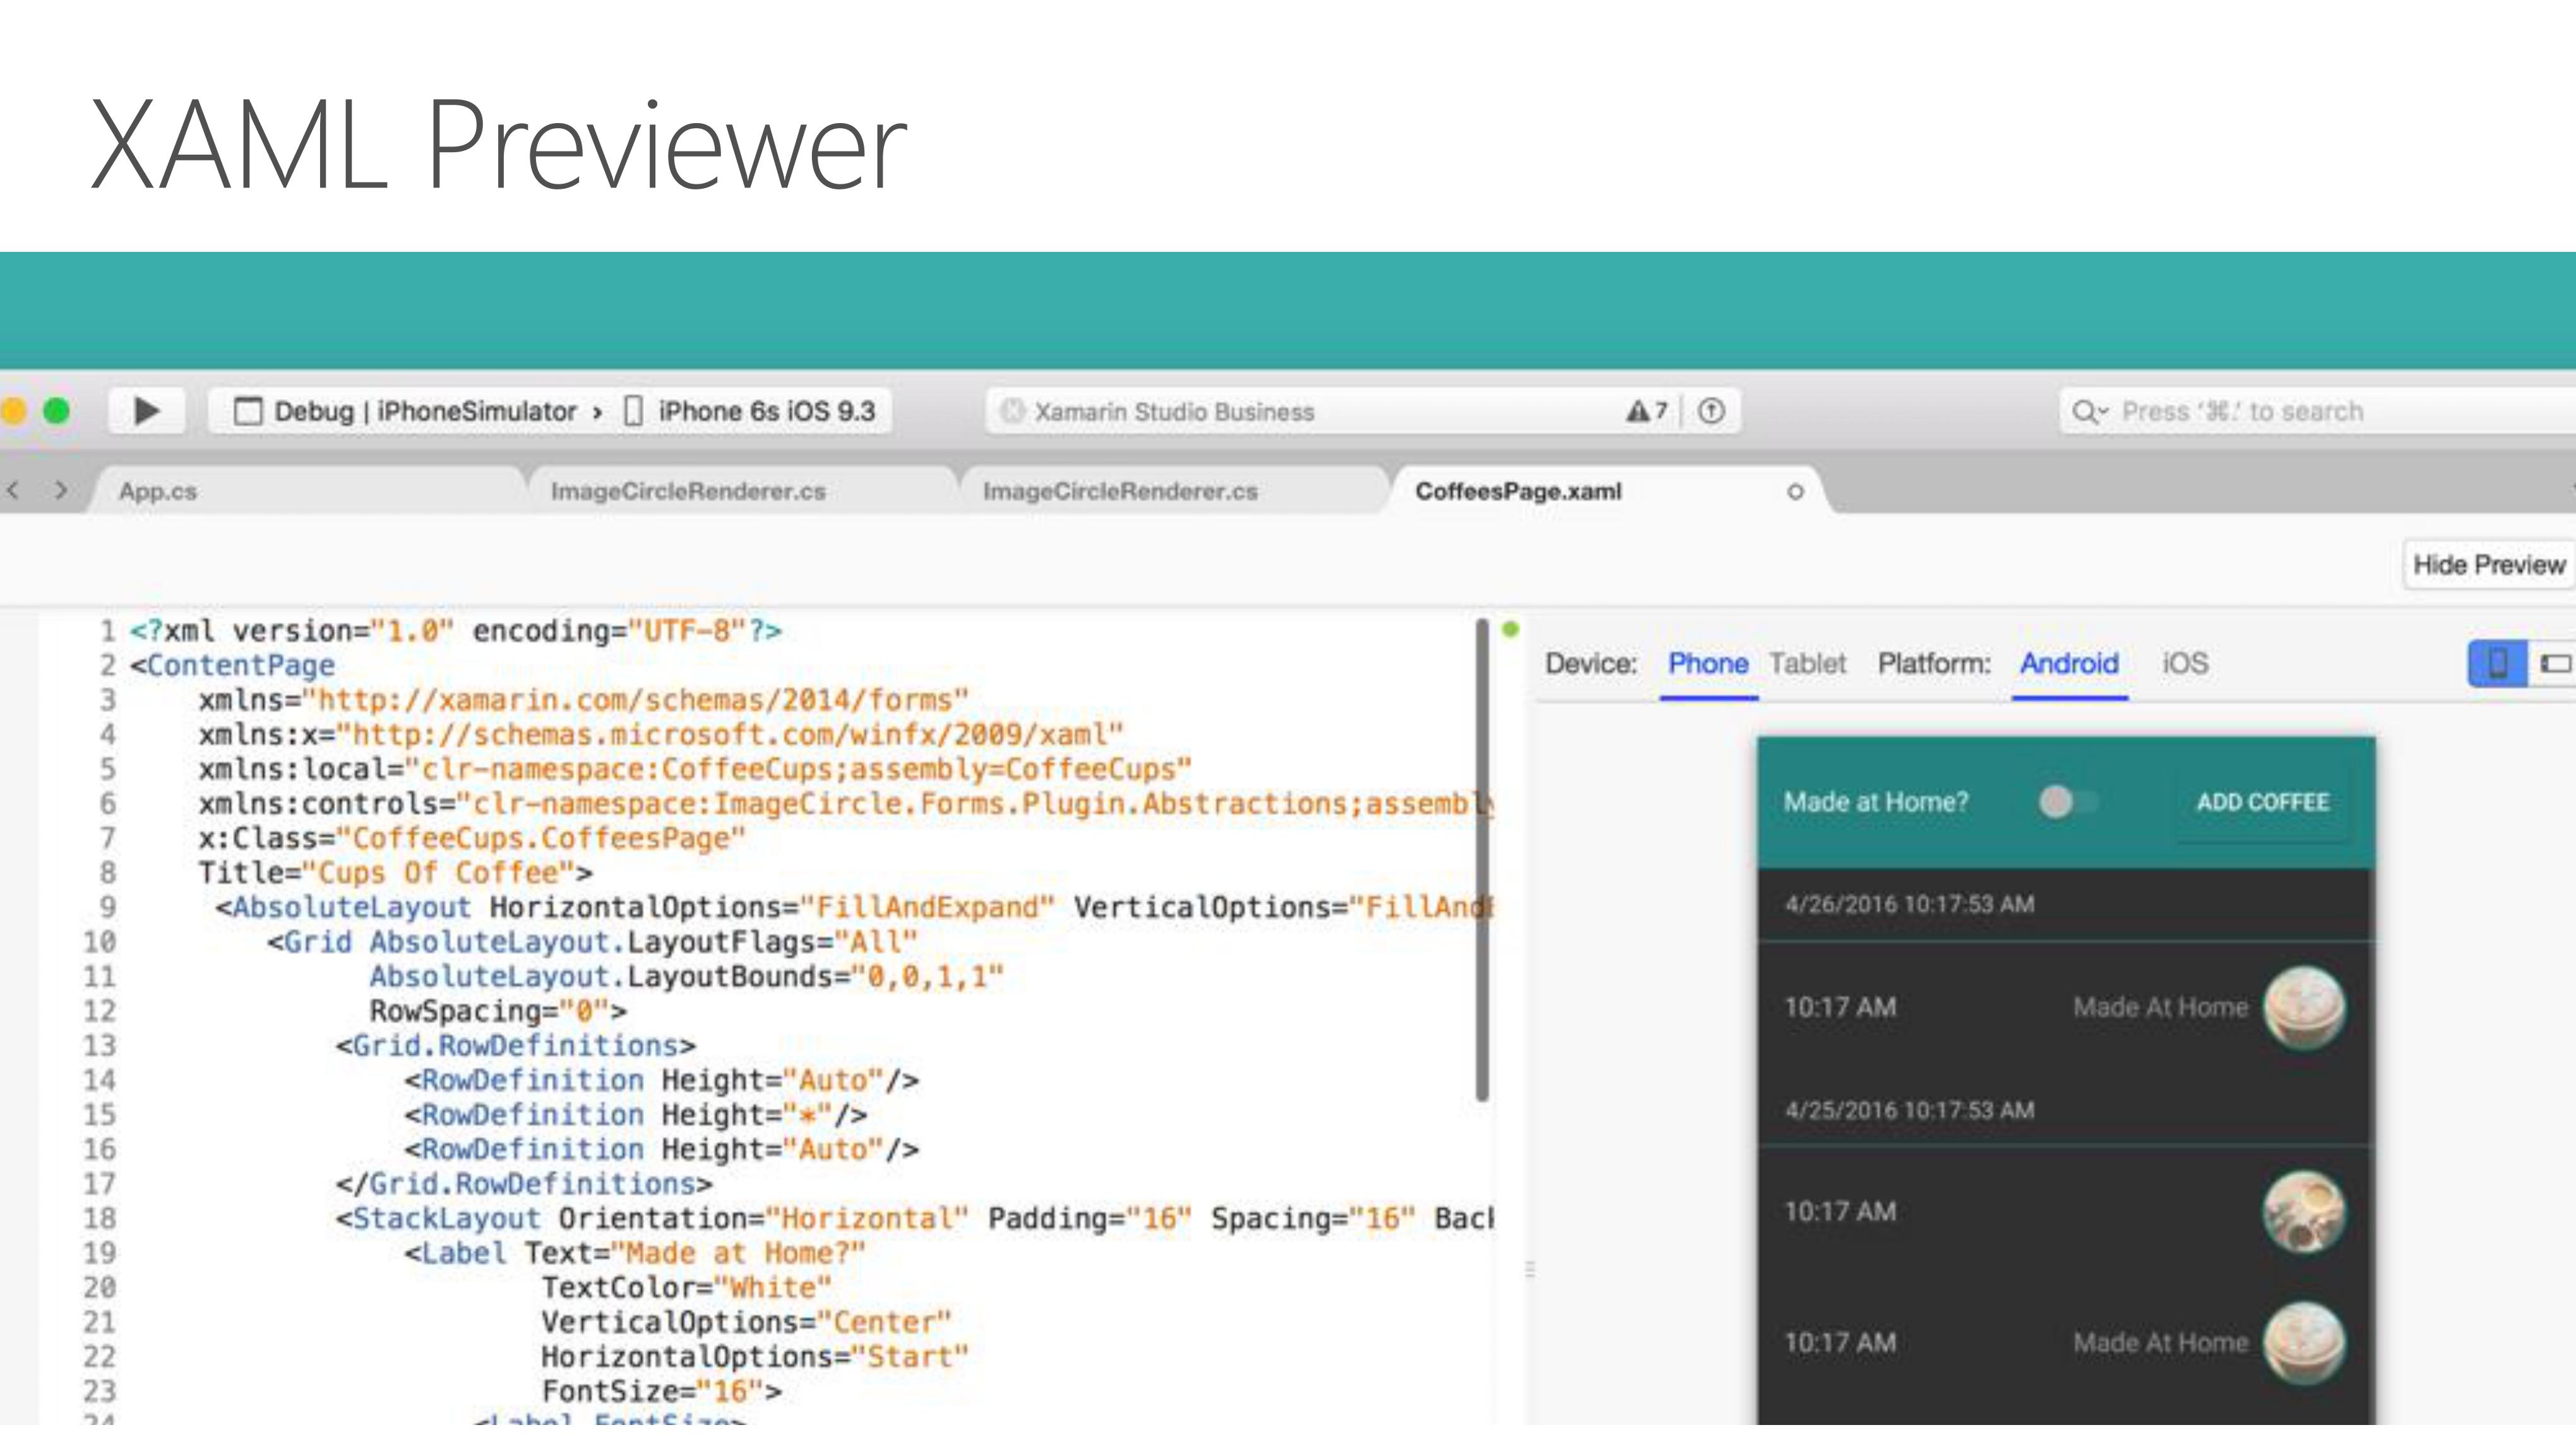 XAML Previewer
Debug | iPhoneSimulator › iPhone 6s iOS 9.3
Xamarin Studio Business
7
Press '⌘.' to search
App.cs
ImageCircleRenderer.cs
ImageCircleRenderer.cs
CoffeesPage.xaml
Hide Preview
1 <?xml version="1.0" encoding="UTF-8"?>
2 <ContentPage
3 xmlns="http://xamarin.com/schemas/2014/forms"
4 xmlns:x="http://schemas.microsoft.com/winfx/2009/xaml"
5 xmlns:local="clr-namespace:CoffeeCups;assembly=CoffeeCups"
6 xmlns:controls="clr-namespace:ImageCircle.Forms.Plugin.Abstractions;assembly
7 x:Class="CoffeeCups.CoffeesPage"
8 Title="Cups Of Coffee">
9 <AbsoluteLayout HorizontalOptions="FillAndExpand" VerticalOptions="FillAndE
10 <Grid AbsoluteLayout.LayoutFlags="All"
11 AbsoluteLayout.LayoutBounds="0,0,1,1"
12 RowSpacing="0">
13 <Grid.RowDefinitions>
14 <RowDefinition Height="Auto"/>
15 <RowDefinition Height="*"/>
16 <RowDefinition Height="Auto"/>
17 </Grid.RowDefinitions>
18 <StackLayout Orientation="Horizontal" Padding="16" Spacing="16" Back
19 <Label Text="Made at Home?"
20 TextColor="White"
21 VerticalOptions="Center"
22 HorizontalOptions="Start"
23 FontSize="16">
24 <Label.FontSize>
Device: Phone Tablet Platform: Android iOS
Made at Home?
ADD COFFEE
4/26/2016 10:17:53 AM
10:17 AM Made At Home
4/25/2016 10:17:53 AM
10:17 AM
10:17 AM Made At Home